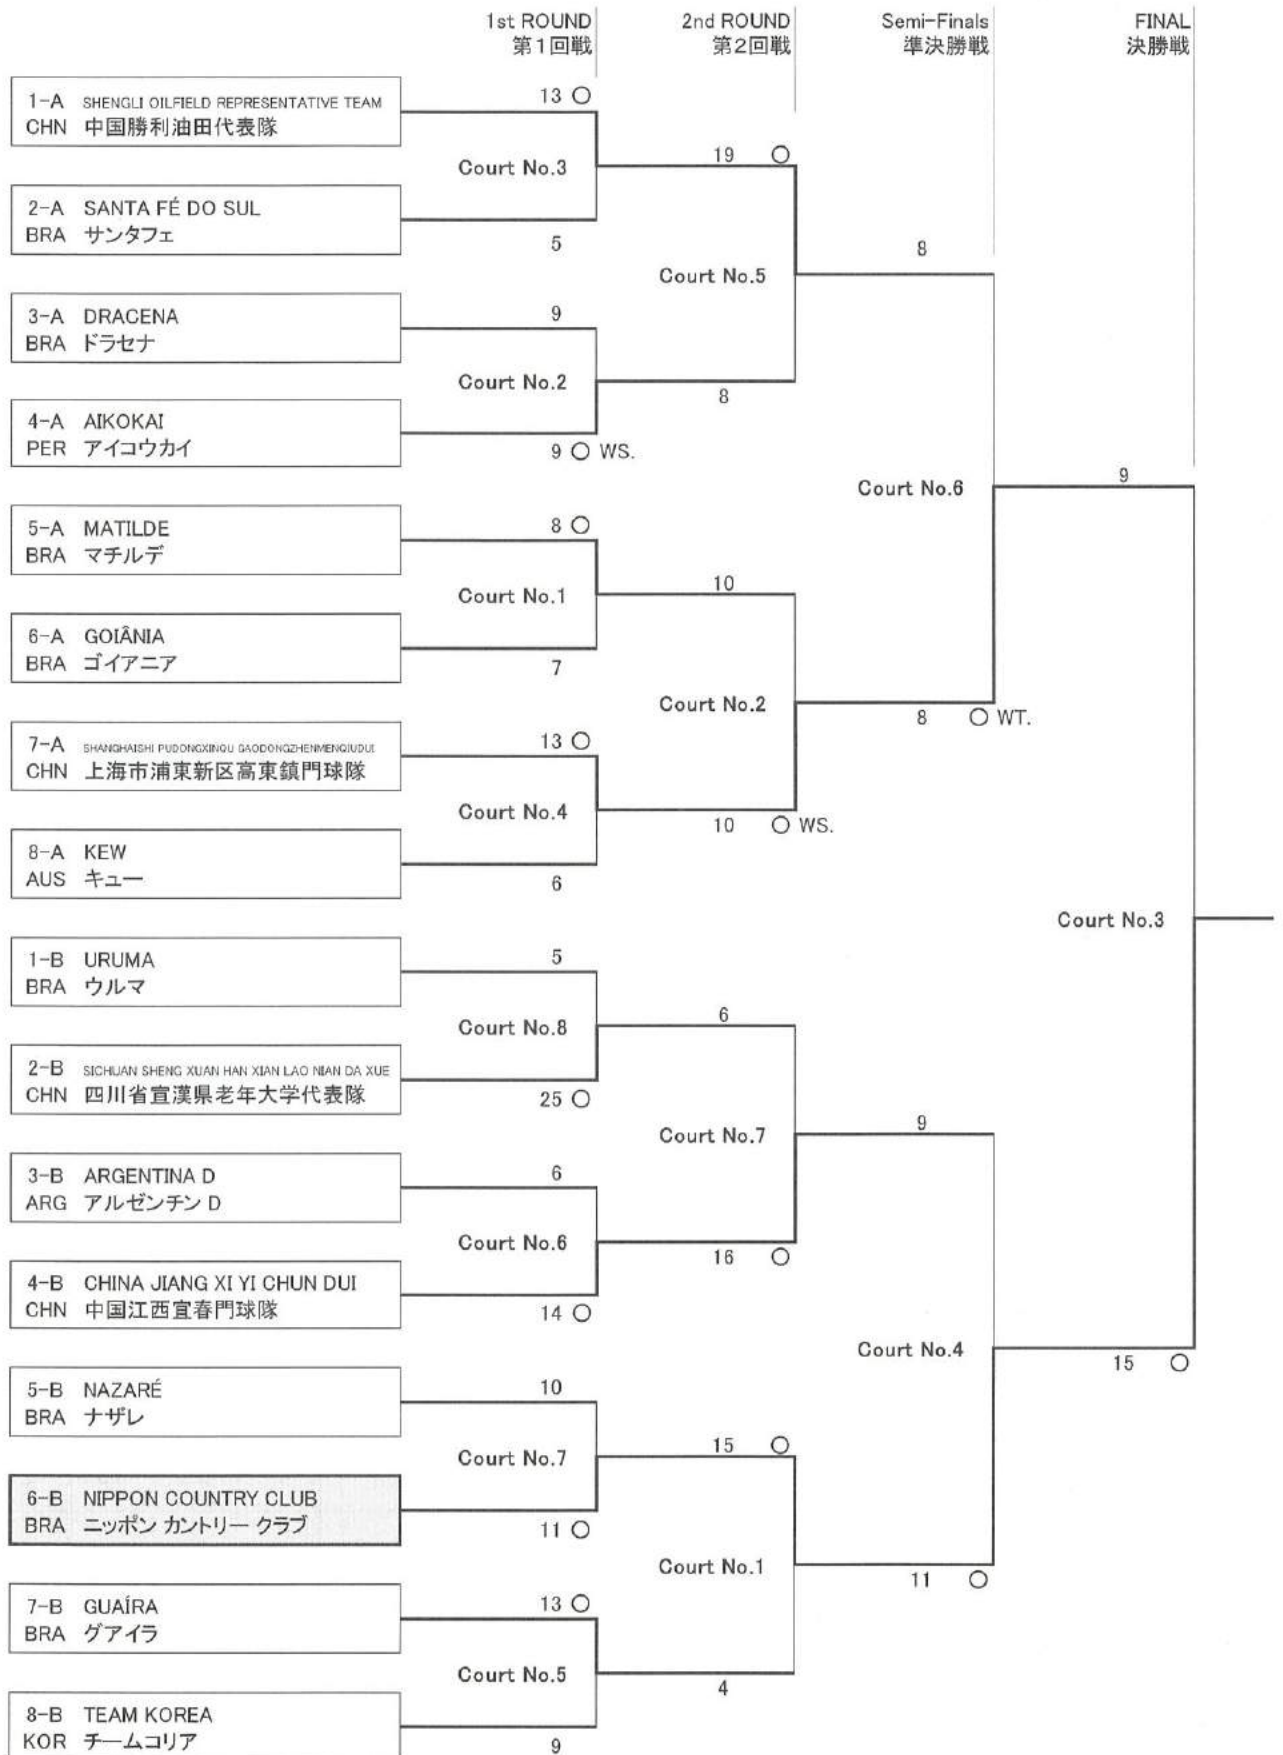 1st ROUND
第1回戦
2nd ROUND
第2回戦
Semi-Finals
準決勝戦
FINAL
決勝戦
1-A SHENGLI OILFIELD REPRESENTATIVE TEAM
CHN 中国勝利油田代表隊
13 ○
Court No.3
19 ○
2-A SANTA FÉ DO SUL
BRA サンタフェ
5
Court No.5
8
3-A DRACENA
BRA ドラセナ
9
Court No.2
8
4-A AIKOKAI
PER アイコウカイ
9 ○ WS.
Court No.6
9
5-A MATILDE
BRA マチルデ
8 ○
Court No.1
10
6-A GOIÂNIA
BRA ゴイアニア
7
Court No.2
8 ○ WT.
7-A SHANGHAISHI PUDONGXINQU GAODONGZHENMENQIUDUI
CHN 上海市浦東新区高東鎮門球隊
13 ○
Court No.4
10 ○ WS.
8-A KEW
AUS キュー
6
Court No.3
1-B URUMA
BRA ウルマ
5
Court No.8
6
2-B SICHUAN SHENG XUAN HAN XIAN LAO NIAN DA XUE
CHN 四川省宣漢県老年大学代表隊
25 ○
Court No.7
9
3-B ARGENTINA D
ARG アルゼンチン D
6
Court No.6
16 ○
4-B CHINA JIANG XI YI CHUN DUI
CHN 中国江西宜春門球隊
14 ○
Court No.4
15 ○
5-B NAZARÉ
BRA ナザレ
10
Court No.7
15 ○
6-B NIPPON COUNTRY CLUB
BRA ニッポン カントリー クラブ
11 ○
Court No.1
11 ○
7-B GUAÍRA
BRA グアイラ
13 ○
Court No.5
4
8-B TEAM KOREA
KOR チームコリア
9